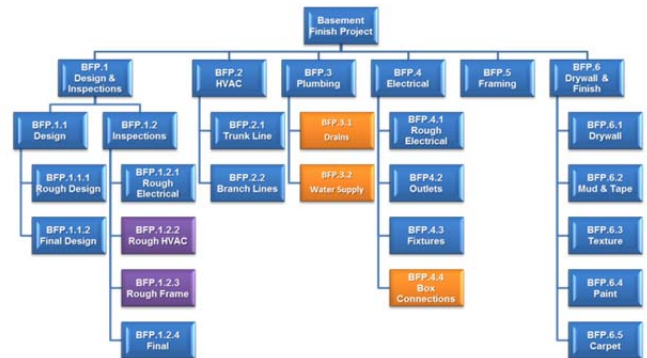 Basement
Finish Project
BFP.1
Design &
Inspections
BFP.2
HVAC
BFP.3
Plumbing
BFP.4
Electrical
BFP.5
Framing
BFP.6
Drywall &
Finish
BFP.1.1
Design
BFP.1.2
Inspections
BFP.2.1
Trunk Line
BFP.3.1
Drains
BFP.4.1
Rough
Electrical
BFP.6.1
Drywall
BFP.1.1.1
Rough Design
BFP.1.2.1
Rough
Electrical
BFP.2.2
Branch Lines
BFP.3.2
Water Supply
BFP4.2
Outlets
BFP.6.2
Mud & Tape
BFP.1.1.2
Final Design
BFP.1.2.2
Rough HVAC
BFP.4.3
Fixtures
BFP.6.3
Texture
BFP.1.2.3
Rough Frame
BFP.4.4
Box
Connections
BFP.6.4
Paint
BFP.1.2.4
Final
BFP.6.5
Carpet